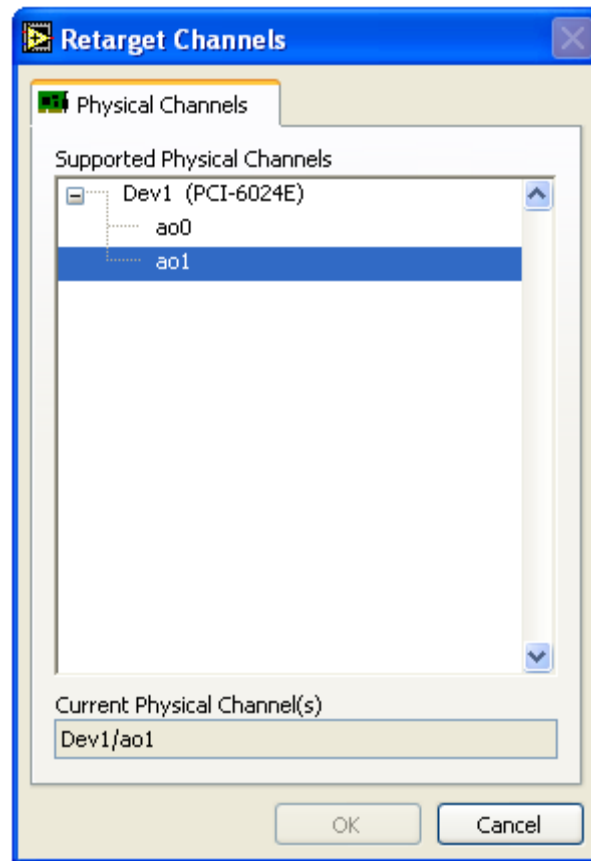 Retarget Channels
Physical Channels
Supported Physical Channels
Dev1 (PCI-6024E)
ao0
ao1
Current Physical Channel(s)
Dev1/ao1
OK Cancel